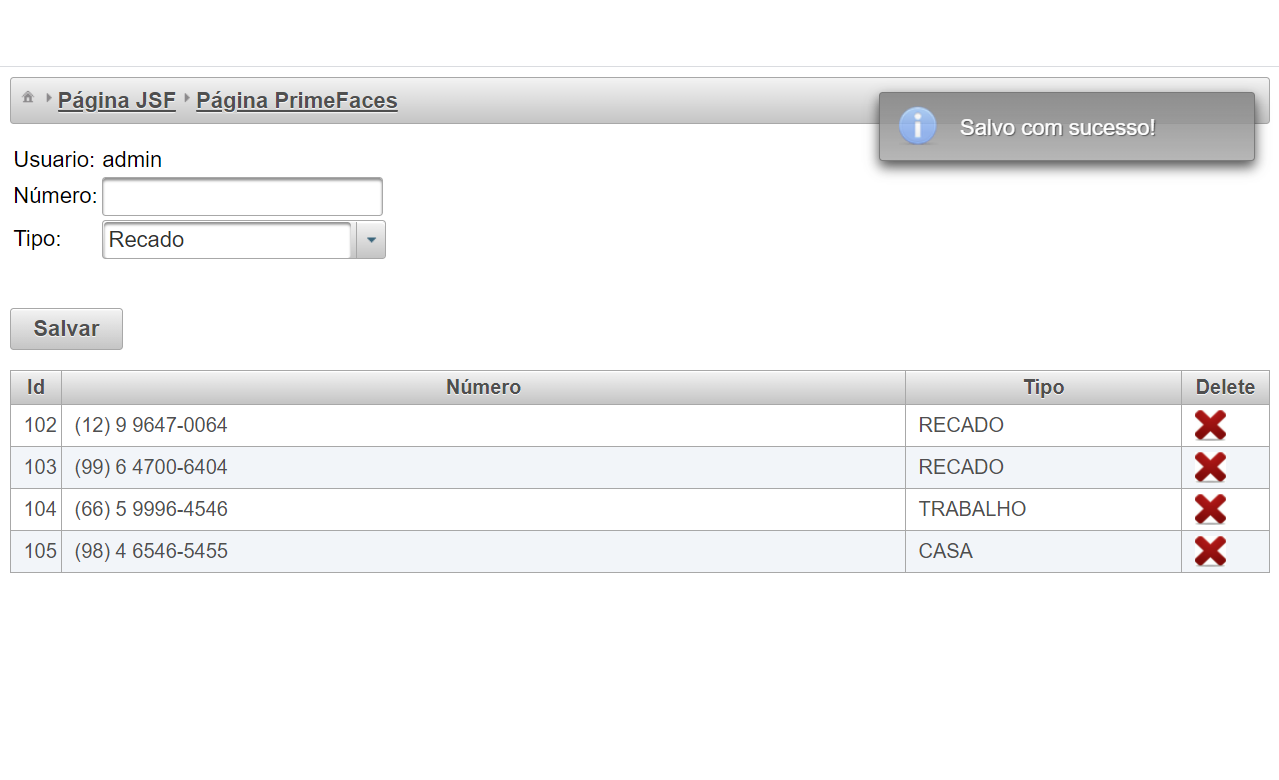 Página JSF Página PrimeFaces
Salvo com sucesso!
Usuario: admin
Número:
Tipo: Recado
Salvar
Id Número Tipo Delete
102 (12) 9 9647-0064 RECADO
103 (99) 6 4700-6404 RECADO
104 (66) 5 9996-4546 TRABALHO
105 (98) 4 6546-5455 CASA